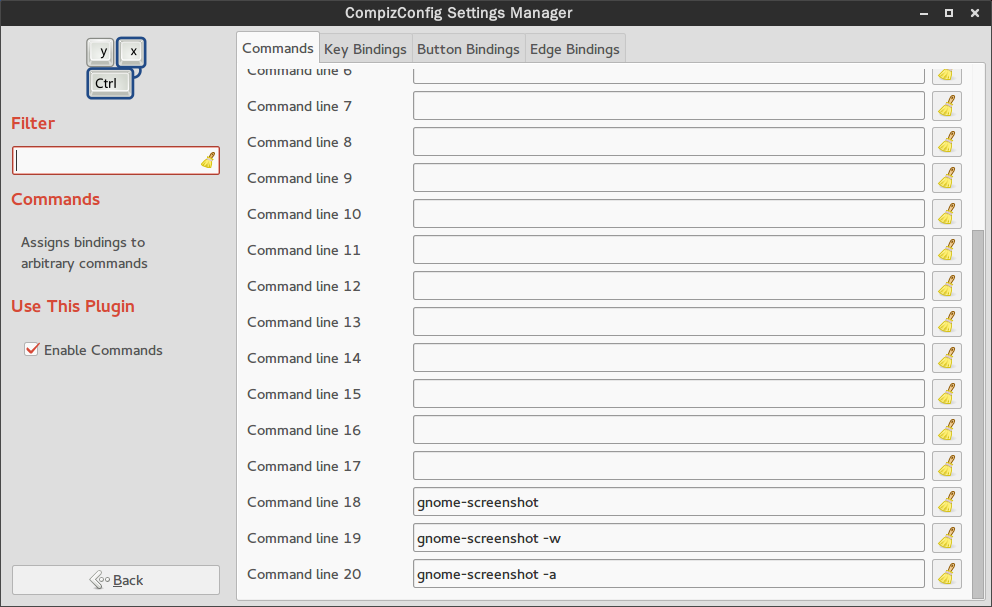 CompizConfig Settings Manager
y x
Ctrl
Filter
Commands
Assigns bindings to
arbitrary commands
Use This Plugin
Enable Commands
Back
Commands Key Bindings Button Bindings Edge Bindings
Command line 6
Command line 7
Command line 8
Command line 9
Command line 10
Command line 11
Command line 12
Command line 13
Command line 14
Command line 15
Command line 16
Command line 17
Command line 18 gnome-screenshot
Command line 19 gnome-screenshot -w
Command line 20 gnome-screenshot -a